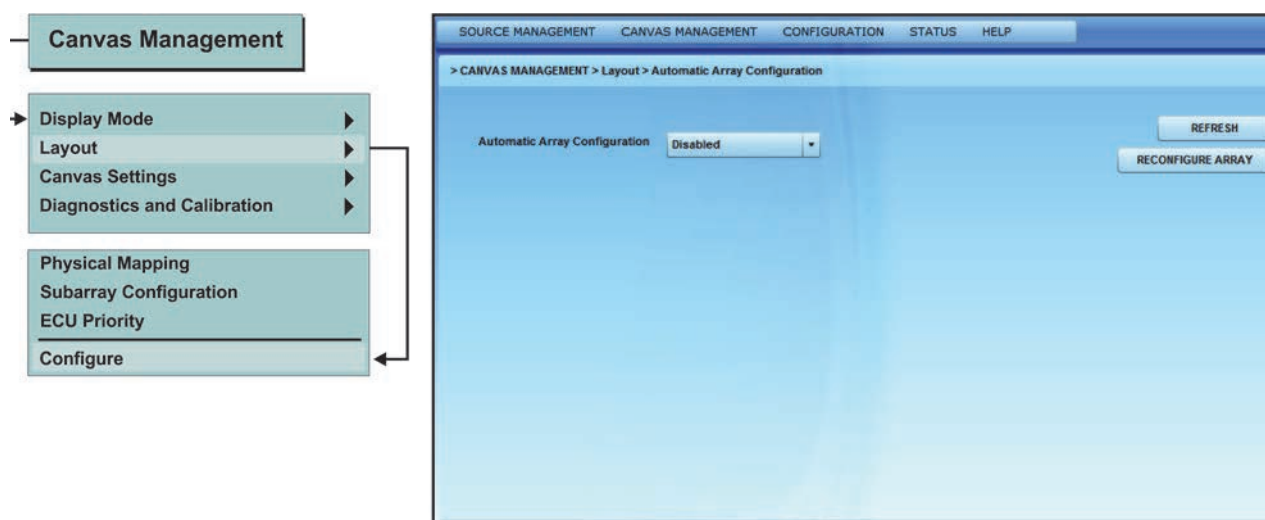 Canvas Management
Display Mode
Layout
Canvas Settings
Diagnostics and Calibration
Physical Mapping
Subarray Configuration
ECU Priority
Configure
SOURCE MANAGEMENT CANVAS MANAGEMENT CONFIGURATION STATUS HELP
> CANVAS MANAGEMENT > Layout > Automatic Array Configuration
Automatic Array Configuration Disabled
REFRESH
RECONFIGURE ARRAY